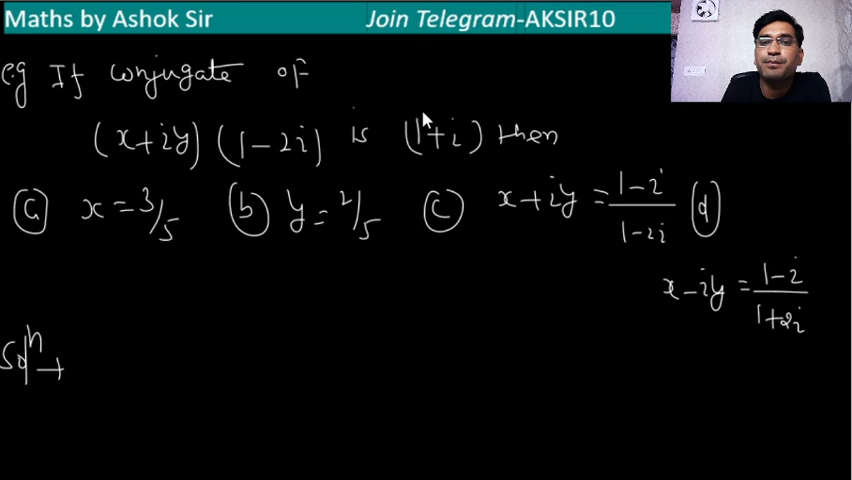 Maths by Ashok Sir Join Telegram-AKSIR10
e.g If conjugate of
(x+iy) (1-2i) is (1+i) then
(a) x=3/5 (b) y=2/5 (c) x+iy = 1-i/1-2i (d)
x-iy = 1-i/1+2i
Solⁿ→